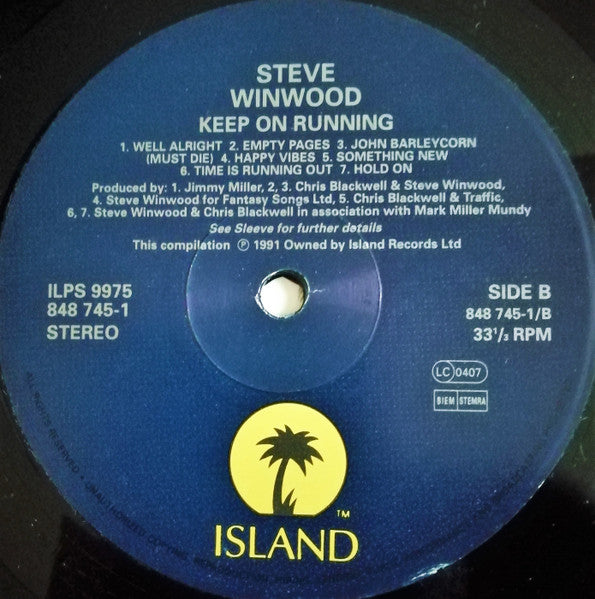 STEVE
WINWOOD
KEEP ON RUNNING
1. WELL ALRIGHT 2. EMPTY PAGES 3. JOHN BARLEYCORN
(MUST DIE) 4. HAPPY VIBES 5. SOMETHING NEW
6. TIME IS RUNNING OUT 7. HOLD ON
Produced by: 1. Jimmy Miller, 2, 3. Chris Blackwell & Steve Winwood,
4. Steve Winwood for Fantasy Songs Ltd, 5. Chris Blackwell & Traffic,
6, 7. Steve Winwood & Chris Blackwell in association with Mark Miller Mundy
See Sleeve for further details
This compilation ℗ 1991 Owned by Island Records Ltd
ILPS 9975
848 745-1
STEREO
SIDE B
848 745-1/B
33¹/₃ RPM
LC 0407
BIEM STEMRA
TM
ISLAND
ALL RIGHTS RESERVED • UNAUTHORIZED COPYING